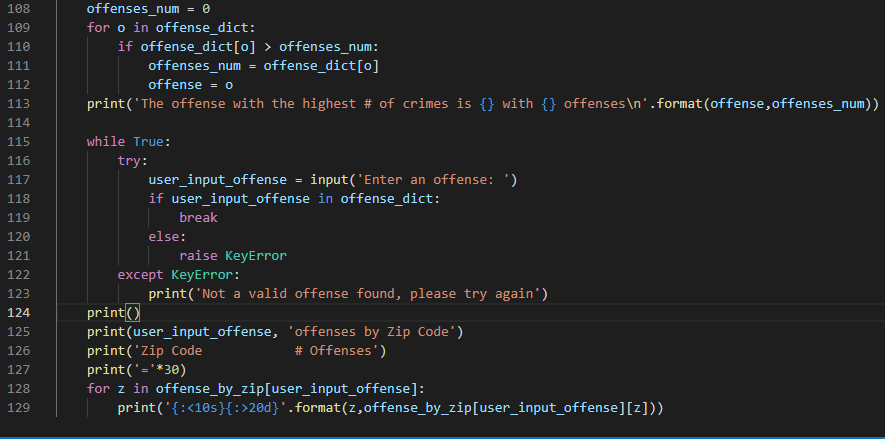 108 offenses_num = 0
109 for o in offense_dict:
110 if offense_dict[o] > offenses_num:
111 offenses_num = offense_dict[o]
112 offense = o
113 print('The offense with the highest # of crimes is {} with {} offenses\n'.format(offense,offenses_num))
114
115 while True:
116 try:
117 user_input_offense = input('Enter an offense: ')
118 if user_input_offense in offense_dict:
119 break
120 else:
121 raise KeyError
122 except KeyError:
123 print('Not a valid offense found, please try again')
124 print()
125 print(user_input_offense, 'offenses by Zip Code')
126 print('Zip Code            # Offenses')
127 print('='*30)
128 for z in offense_by_zip[user_input_offense]:
129 print('{:<10s}{:>20d}'.format(z,offense_by_zip[user_input_offense][z]))